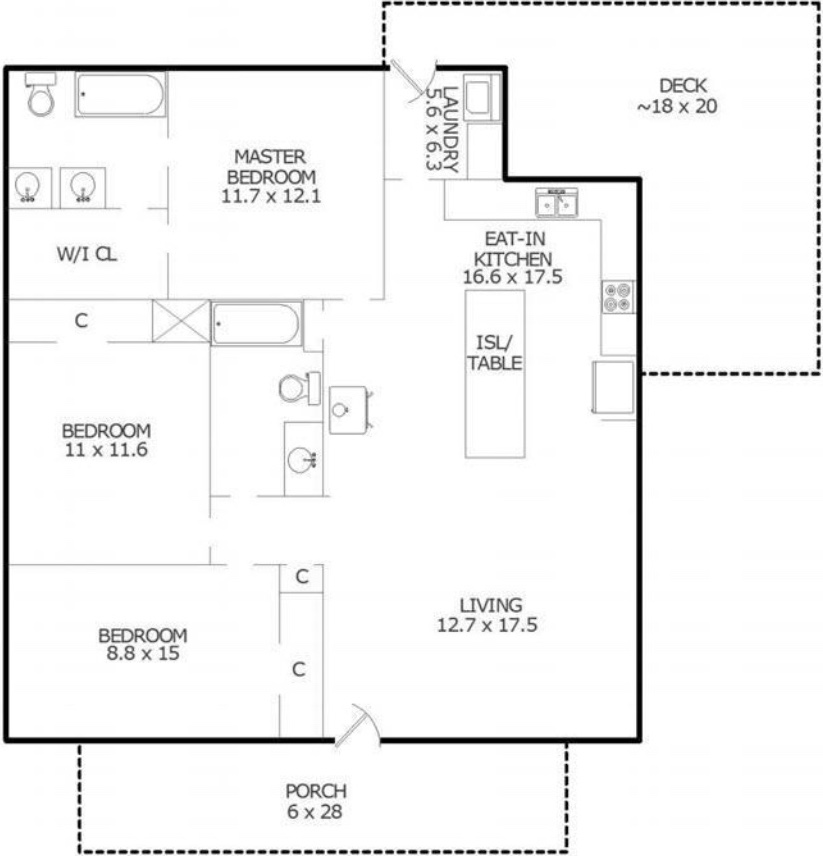 DECK
~18 x 20
LAUNDRY
5.6 x 6.3
MASTER
BEDROOM
11.7 x 12.1
W/I CL
EAT-IN
KITCHEN
16.6 x 17.5
C
ISL/
TABLE
BEDROOM
11 x 11.6
C
LIVING
12.7 x 17.5
BEDROOM
8.8 x 15
C
PORCH
6 x 28